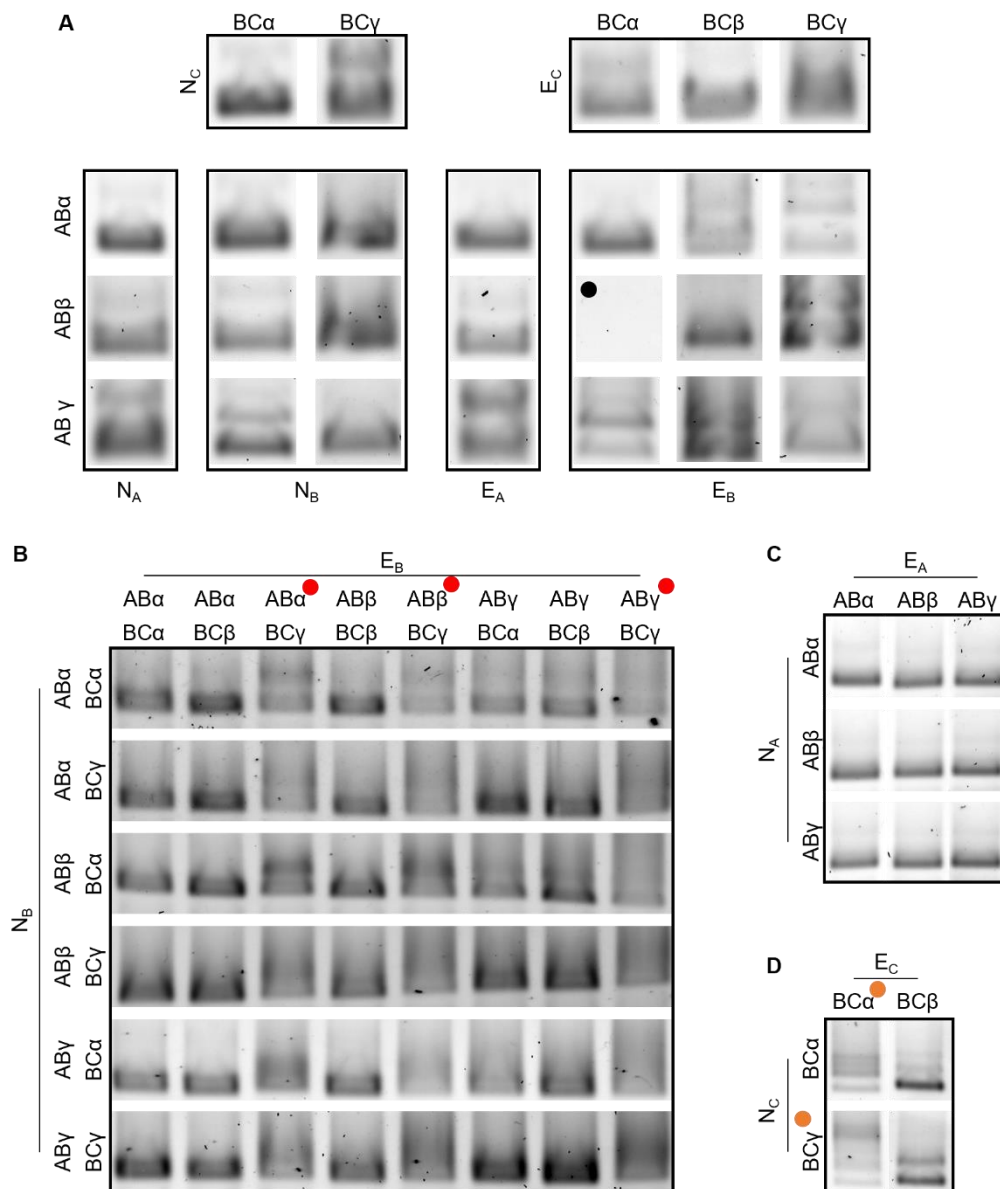 A
BCα BCγ
N_C
BCα BCβ BCγ
E_C
ABα
ABβ
AB γ
N_A
N_B
E_A
E_B
B
E_B
ABα ABα ABα ABβ ABβ ABγ ABγ ABγ
BCα BCβ BCγ BCβ BCγ BCα BCβ BCγ
N_B
ABα
BCα
ABα
BCγ
ABβ
BCα
ABβ
BCγ
ABγ
BCα
ABγ
BCγ
C
E_A
ABα ABβ ABγ
N_A
ABα
ABβ
ABγ
D
E_C
BCα BCβ
N_C
BCα
BCγ